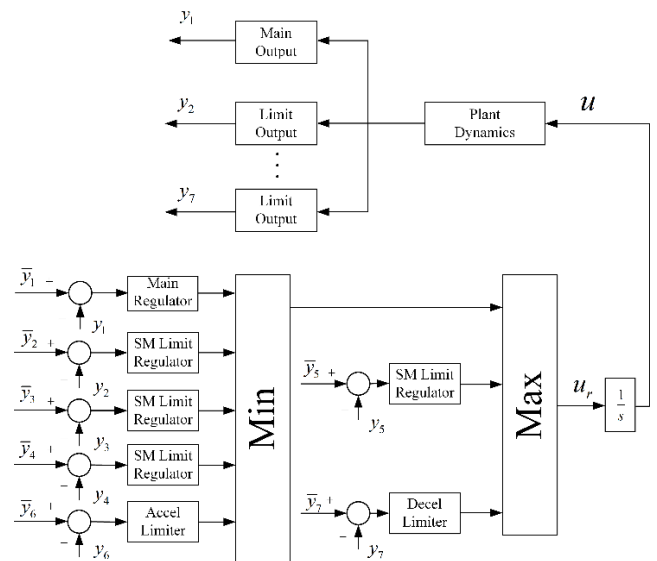 y₁
Main
Output
y₂
Limit
Output
Plant
Dynamics
u
y₇
Limit
Output
ȳ₁ −
Main
Regulator
y₁
ȳ₂ +
SM Limit
Regulator
− y₂
ȳ₃ +
SM Limit
Regulator
− y₃
ȳ₄ +
SM Limit
Regulator
− y₄
ȳ₆ +
Accel
Limiter
− y₆
Min
ȳ₅ +
SM Limit
Regulator
− y₅
ȳ₇ +
Decel
Limiter
− y₇
Max
uᵣ
1
s